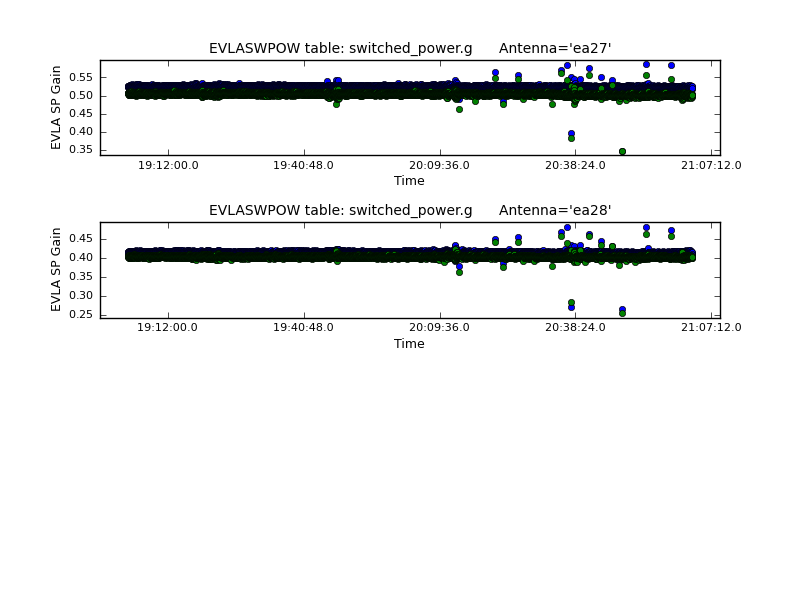 EVLASWPOW table: switched_power.g Antenna='ea27'
EVLA SP Gain
0.55
0.50
0.45
0.40
0.35
19:12:00.0 19:40:48.0 20:09:36.0 20:38:24.0 21:07:12.0
Time
EVLASWPOW table: switched_power.g Antenna='ea28'
EVLA SP Gain
0.45
0.40
0.35
0.30
0.25
19:12:00.0 19:40:48.0 20:09:36.0 20:38:24.0 21:07:12.0
Time